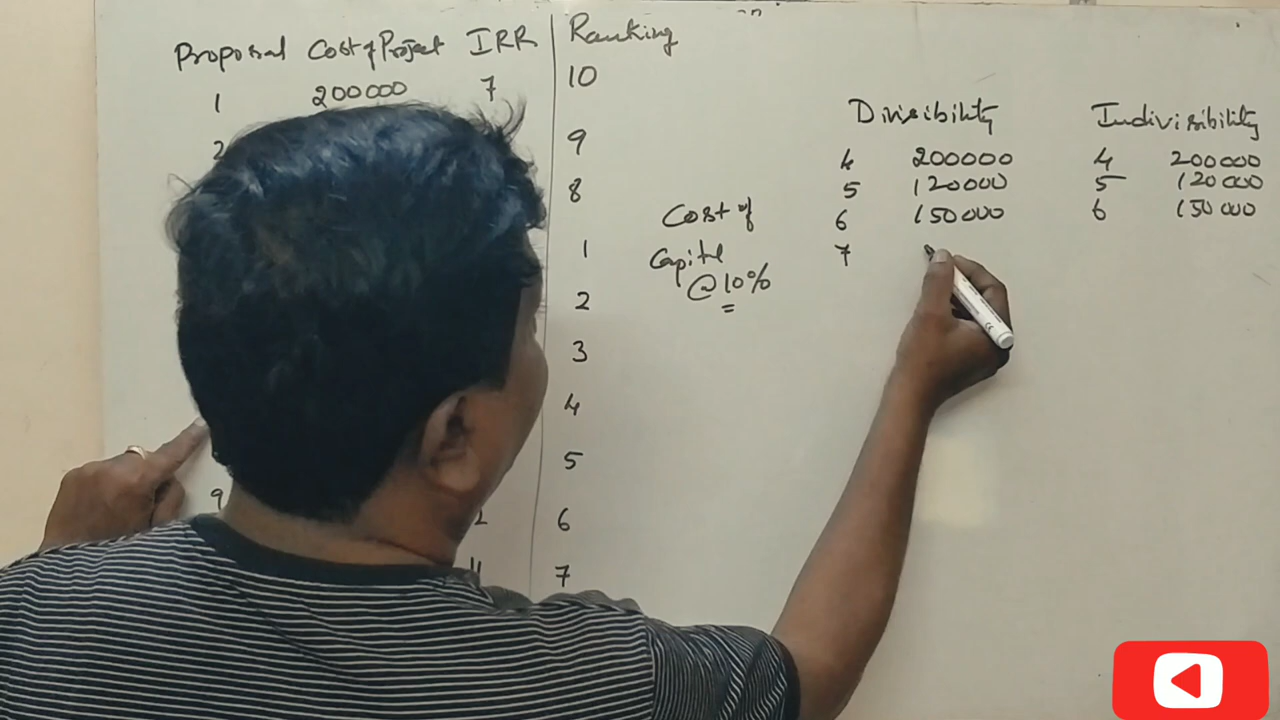 Proposal Cost of Project IRR Ranking
1 200000 7 10
2 9
8
1
2
3
4
5
9 2 6
11 7
Cost of
Capital
@ 10%
Divisibility
4 200000
5 120000
6 150000
7
Indivisibility
4 200000
5 120000
6 150000